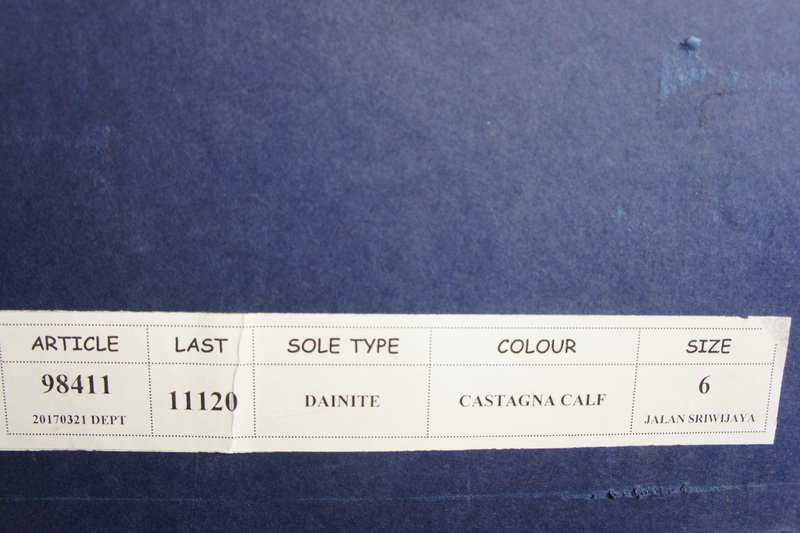 ARTICLE LAST SOLE TYPE COLOUR SIZE
98411 11120 DAINITE CASTAGNA CALF 6
20170321 DEPT JALAN SRIWIJAYA